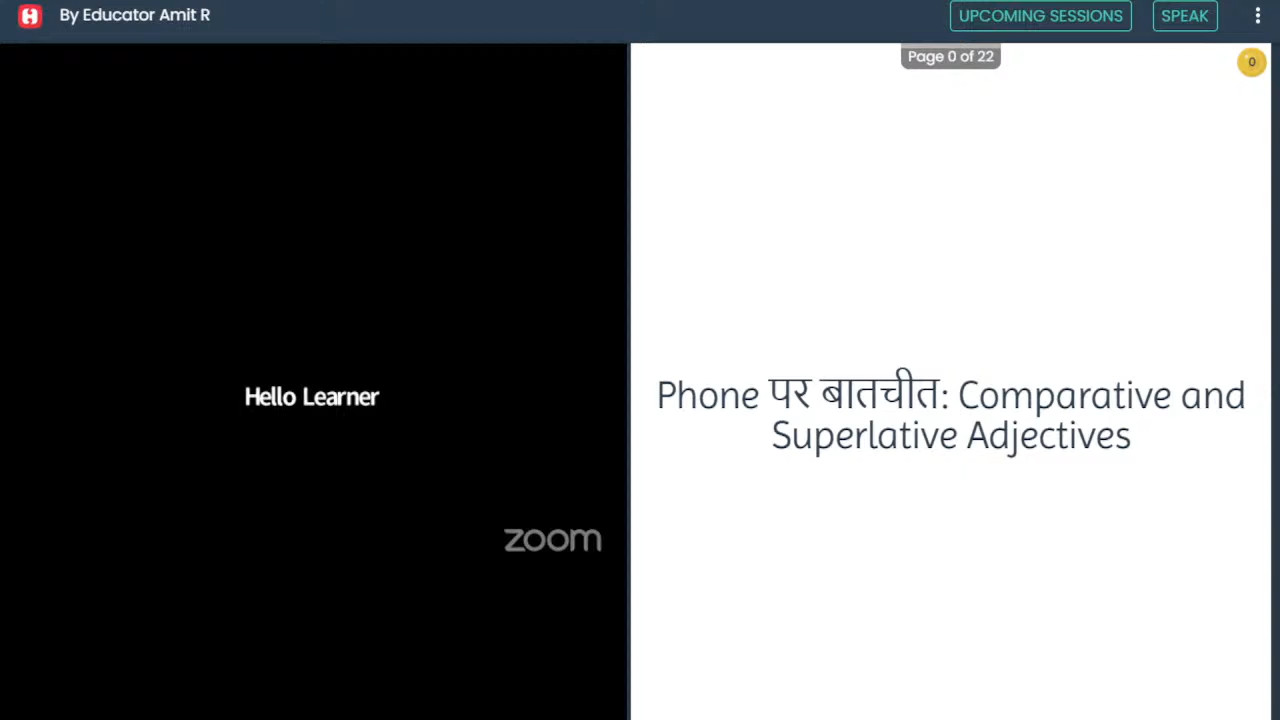 By Educator Amit R
UPCOMING SESSIONS
SPEAK
Page 0 of 22
0
Hello Learner
zoom
Phone पर बातचीत: Comparative and
Superlative Adjectives